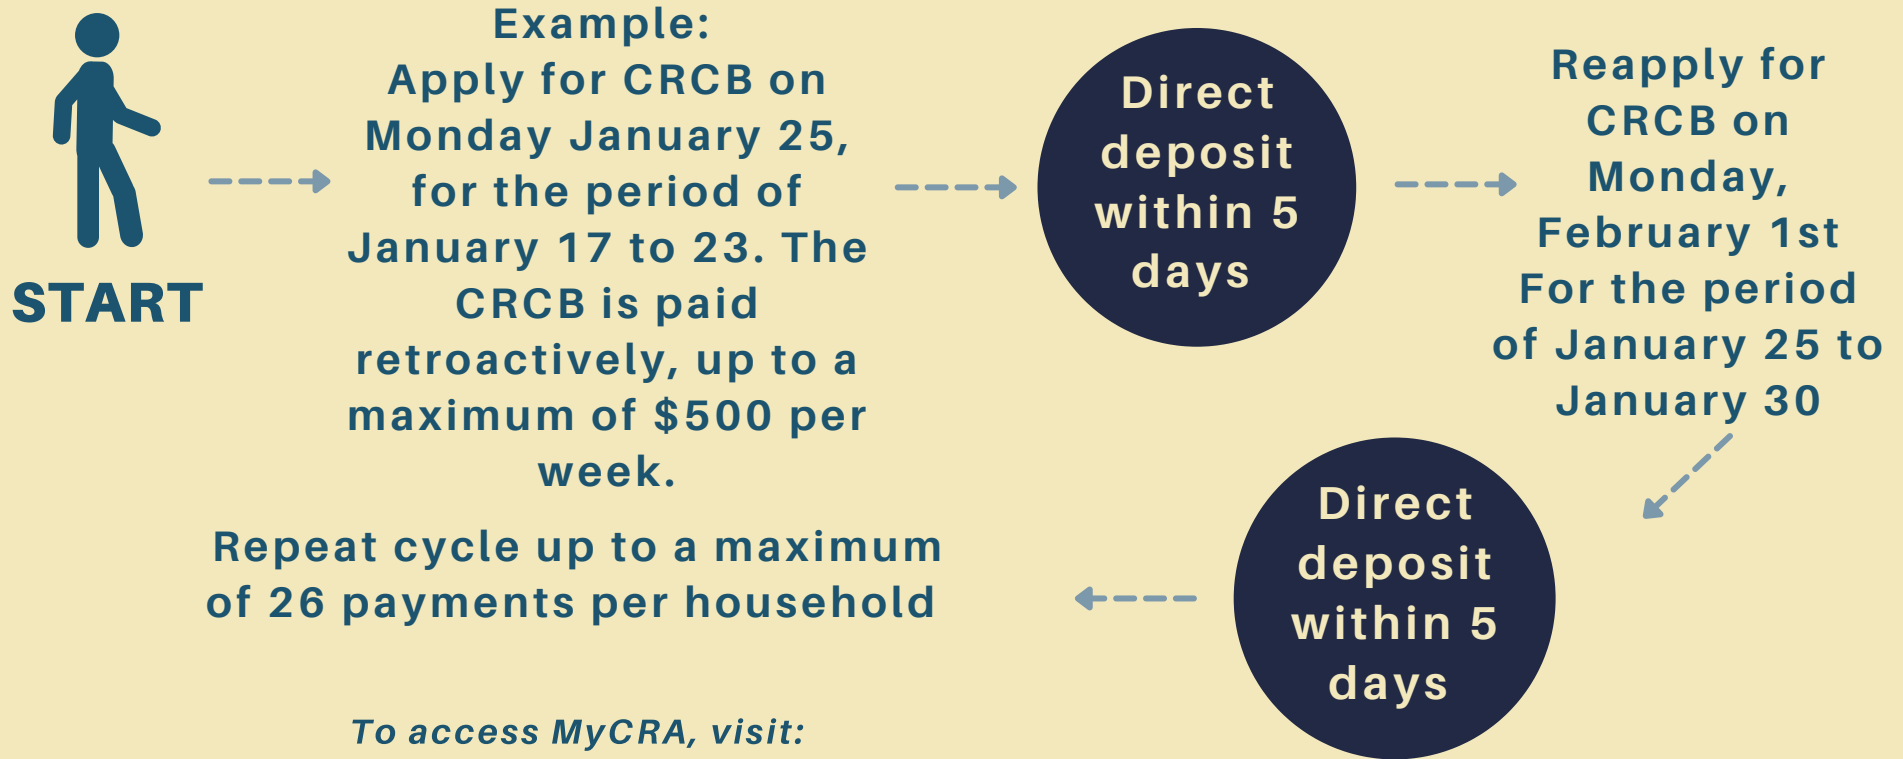 START
Example:
Apply for CRCB on
Monday January 25,
for the period of
January 17 to 23. The
CRCB is paid
retroactively, up to a
maximum of $500 per
week.
Direct
deposit
within 5
days
Reapply for
CRCB on
Monday,
February 1st
For the period
of January 25 to
January 30
Direct
deposit
within 5
days
Repeat cycle up to a maximum
of 26 payments per household
To access MyCRA, visit: